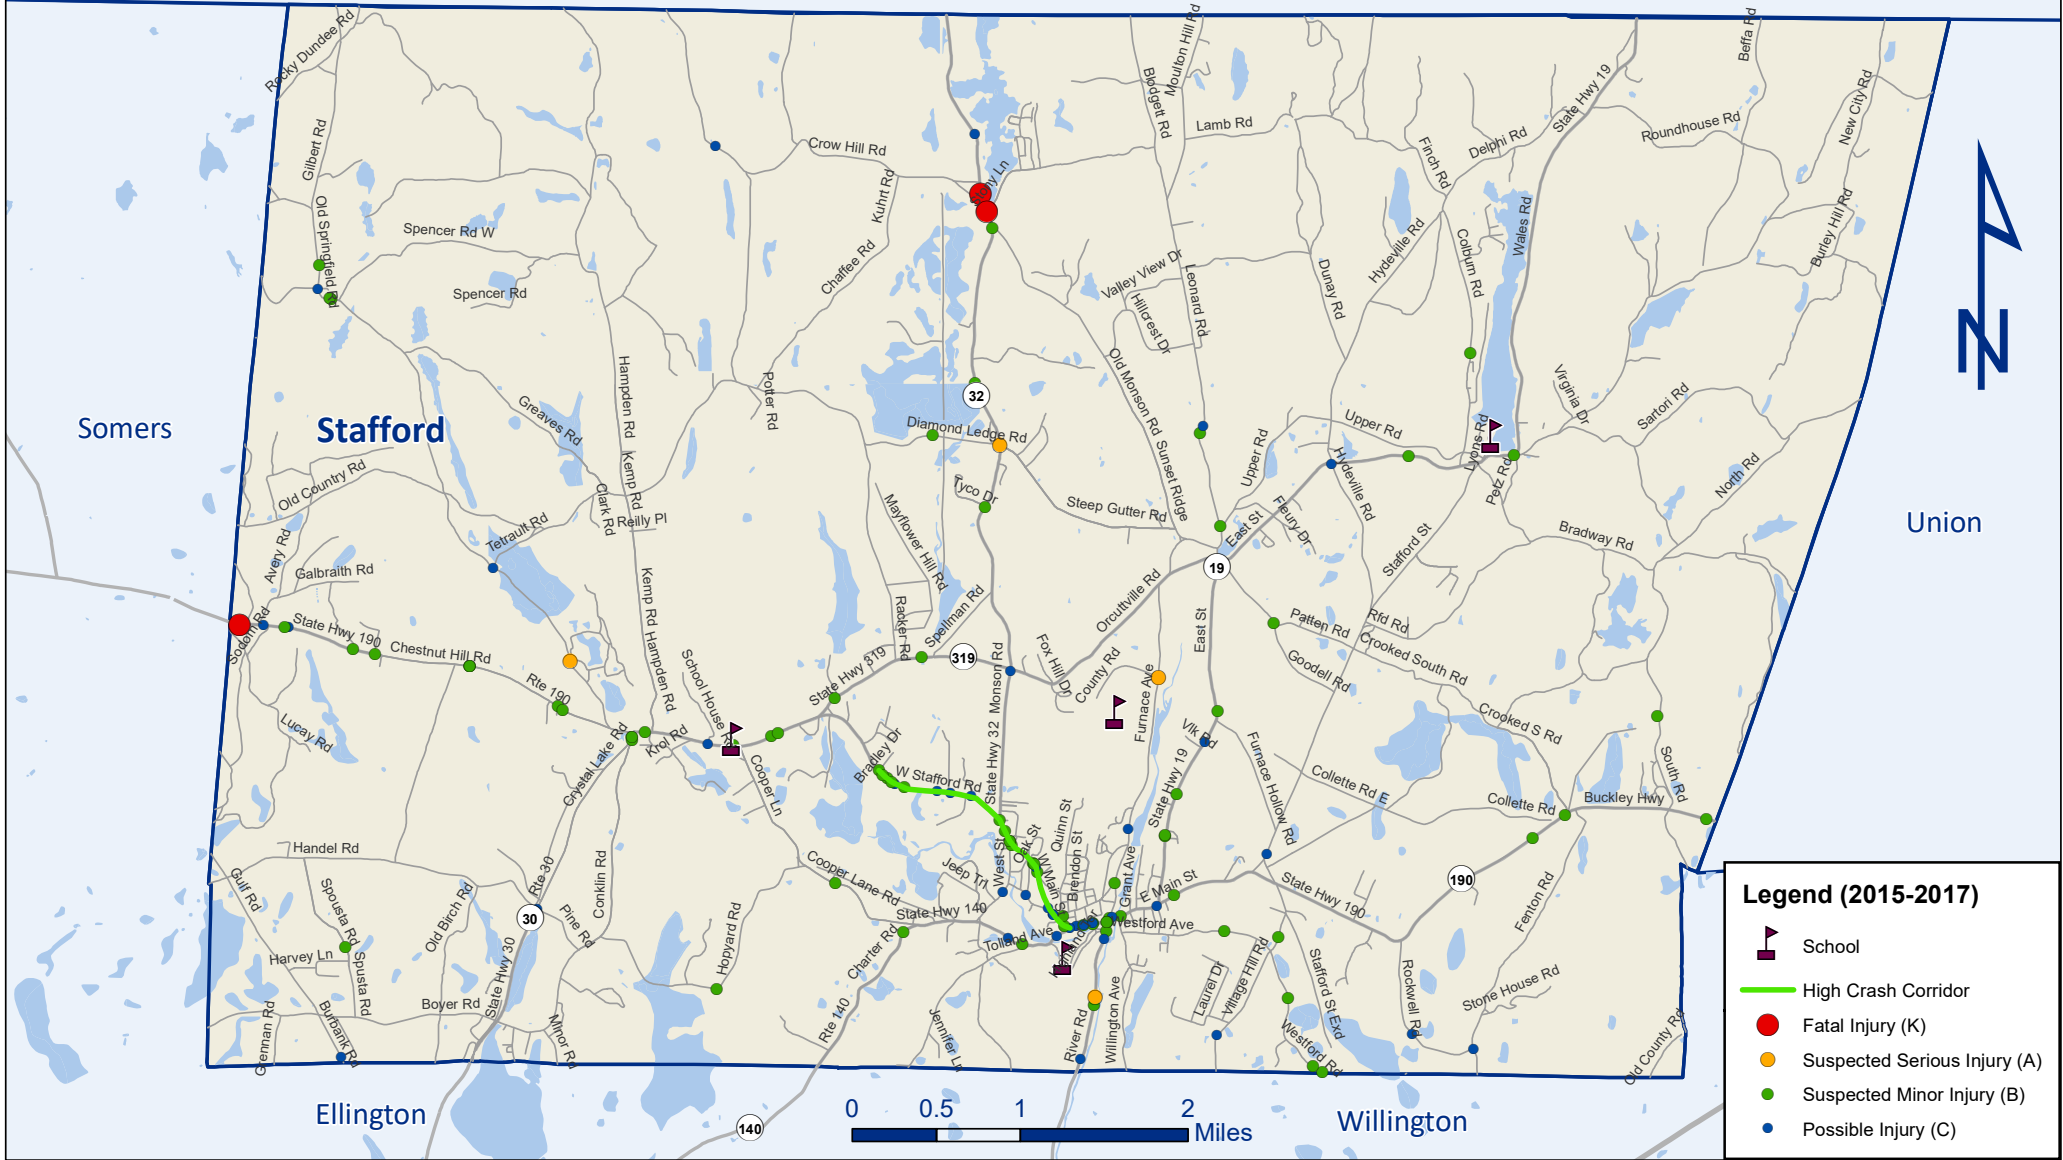 Rocky Dundee Rd
Gilbert Rd
Old Springfield Rd
Spencer Rd W
Spencer Rd
Crow Hill Rd
Kuhrt Rd
Chaffee Rd
Blodgett Rd
Moulton Hill Rd
Lamb Rd
Finch Rd
Delphi Rd
State Hwy 19
Roundhouse Rd
Beffa Rd
New City Rd
Burley Hill Rd
Wales Rd
Colburn Rd
Hydeville Rd
Dunay Rd
Valley View Dr
Hillcrest Dr
Leonard Rd
N
Somers
Stafford
Greaves Rd
Hampden Rd
Kemp Rd
Potter Rd
32
Diamond Ledge Rd
Old Monson Rd
Sunset Ridge
Upper Rd
Upper Rd
Lyons Rd
Petz Rd
Virginia Dr
Sartori Rd
North Rd
Union
Old Country Rd
Tetrault Rd
Clark Rd
Reilly Pl
Mayflower Hill Rd
Tyco Dr
Steep Gutter Rd
East St
Fleury Dr
Hydeville Rd
Stafford St
Bradway Rd
Avery Rd
Galbraith Rd
Sodom Rd
State Hwy 190
Chestnut Hill Rd
Rte 190
Kemp Rd
Hampden Rd
School House Rd
Krol Rd
Crystal Lake Rd
Cooper Ln
State Hwy 319
319
Racker Rd
Spellman Rd
Orcuttville Rd
19
East St
Monson Rd
State Hwy 32
Fox Hill Dr
County Rd
Furnace Ave
Vlk Rd
State Hwy 19
Patten Rd
Rfd Rd
Crooked South Rd
Goodell Rd
Crooked S Rd
South Rd
Furnace Hollow Rd
Collette Rd E
Collette Rd
Buckley Hwy
Lucay Rd
Bradley Dr
W Stafford Rd
West St
Oak St
Quinn St
Brendon St
W Main St
Jeep Trl
Grant Ave
E Main St
Westford Ave
State Hwy 190
190
Fenton Rd
Stone House Rd
Rockwell Rd
Stafford St Exd
Westford Rd
Village Hill Rd
Laurel Dr
Old County Rd
Handel Rd
Gulf Rd
Spousta Rd
Spusta Rd
Harvey Ln
Old Birch Rd
Rte 30
30
State Hwy 30
Pine Rd
Conklin Rd
Boyer Rd
Burbank Rd
Grennan Rd
Minor Rd
Hoppyard Rd
Cooper Lane Rd
State Hwy 140
Charter Rd
Tolland Ave
Rte 140
Jennifer Ln
River Rd
Willington Ave
140
Ellington
Willington
0 0.5 1 2
Miles
Legend (2015-2017)
School
High Crash Corridor
Fatal Injury (K)
Suspected Serious Injury (A)
Suspected Minor Injury (B)
Possible Injury (C)